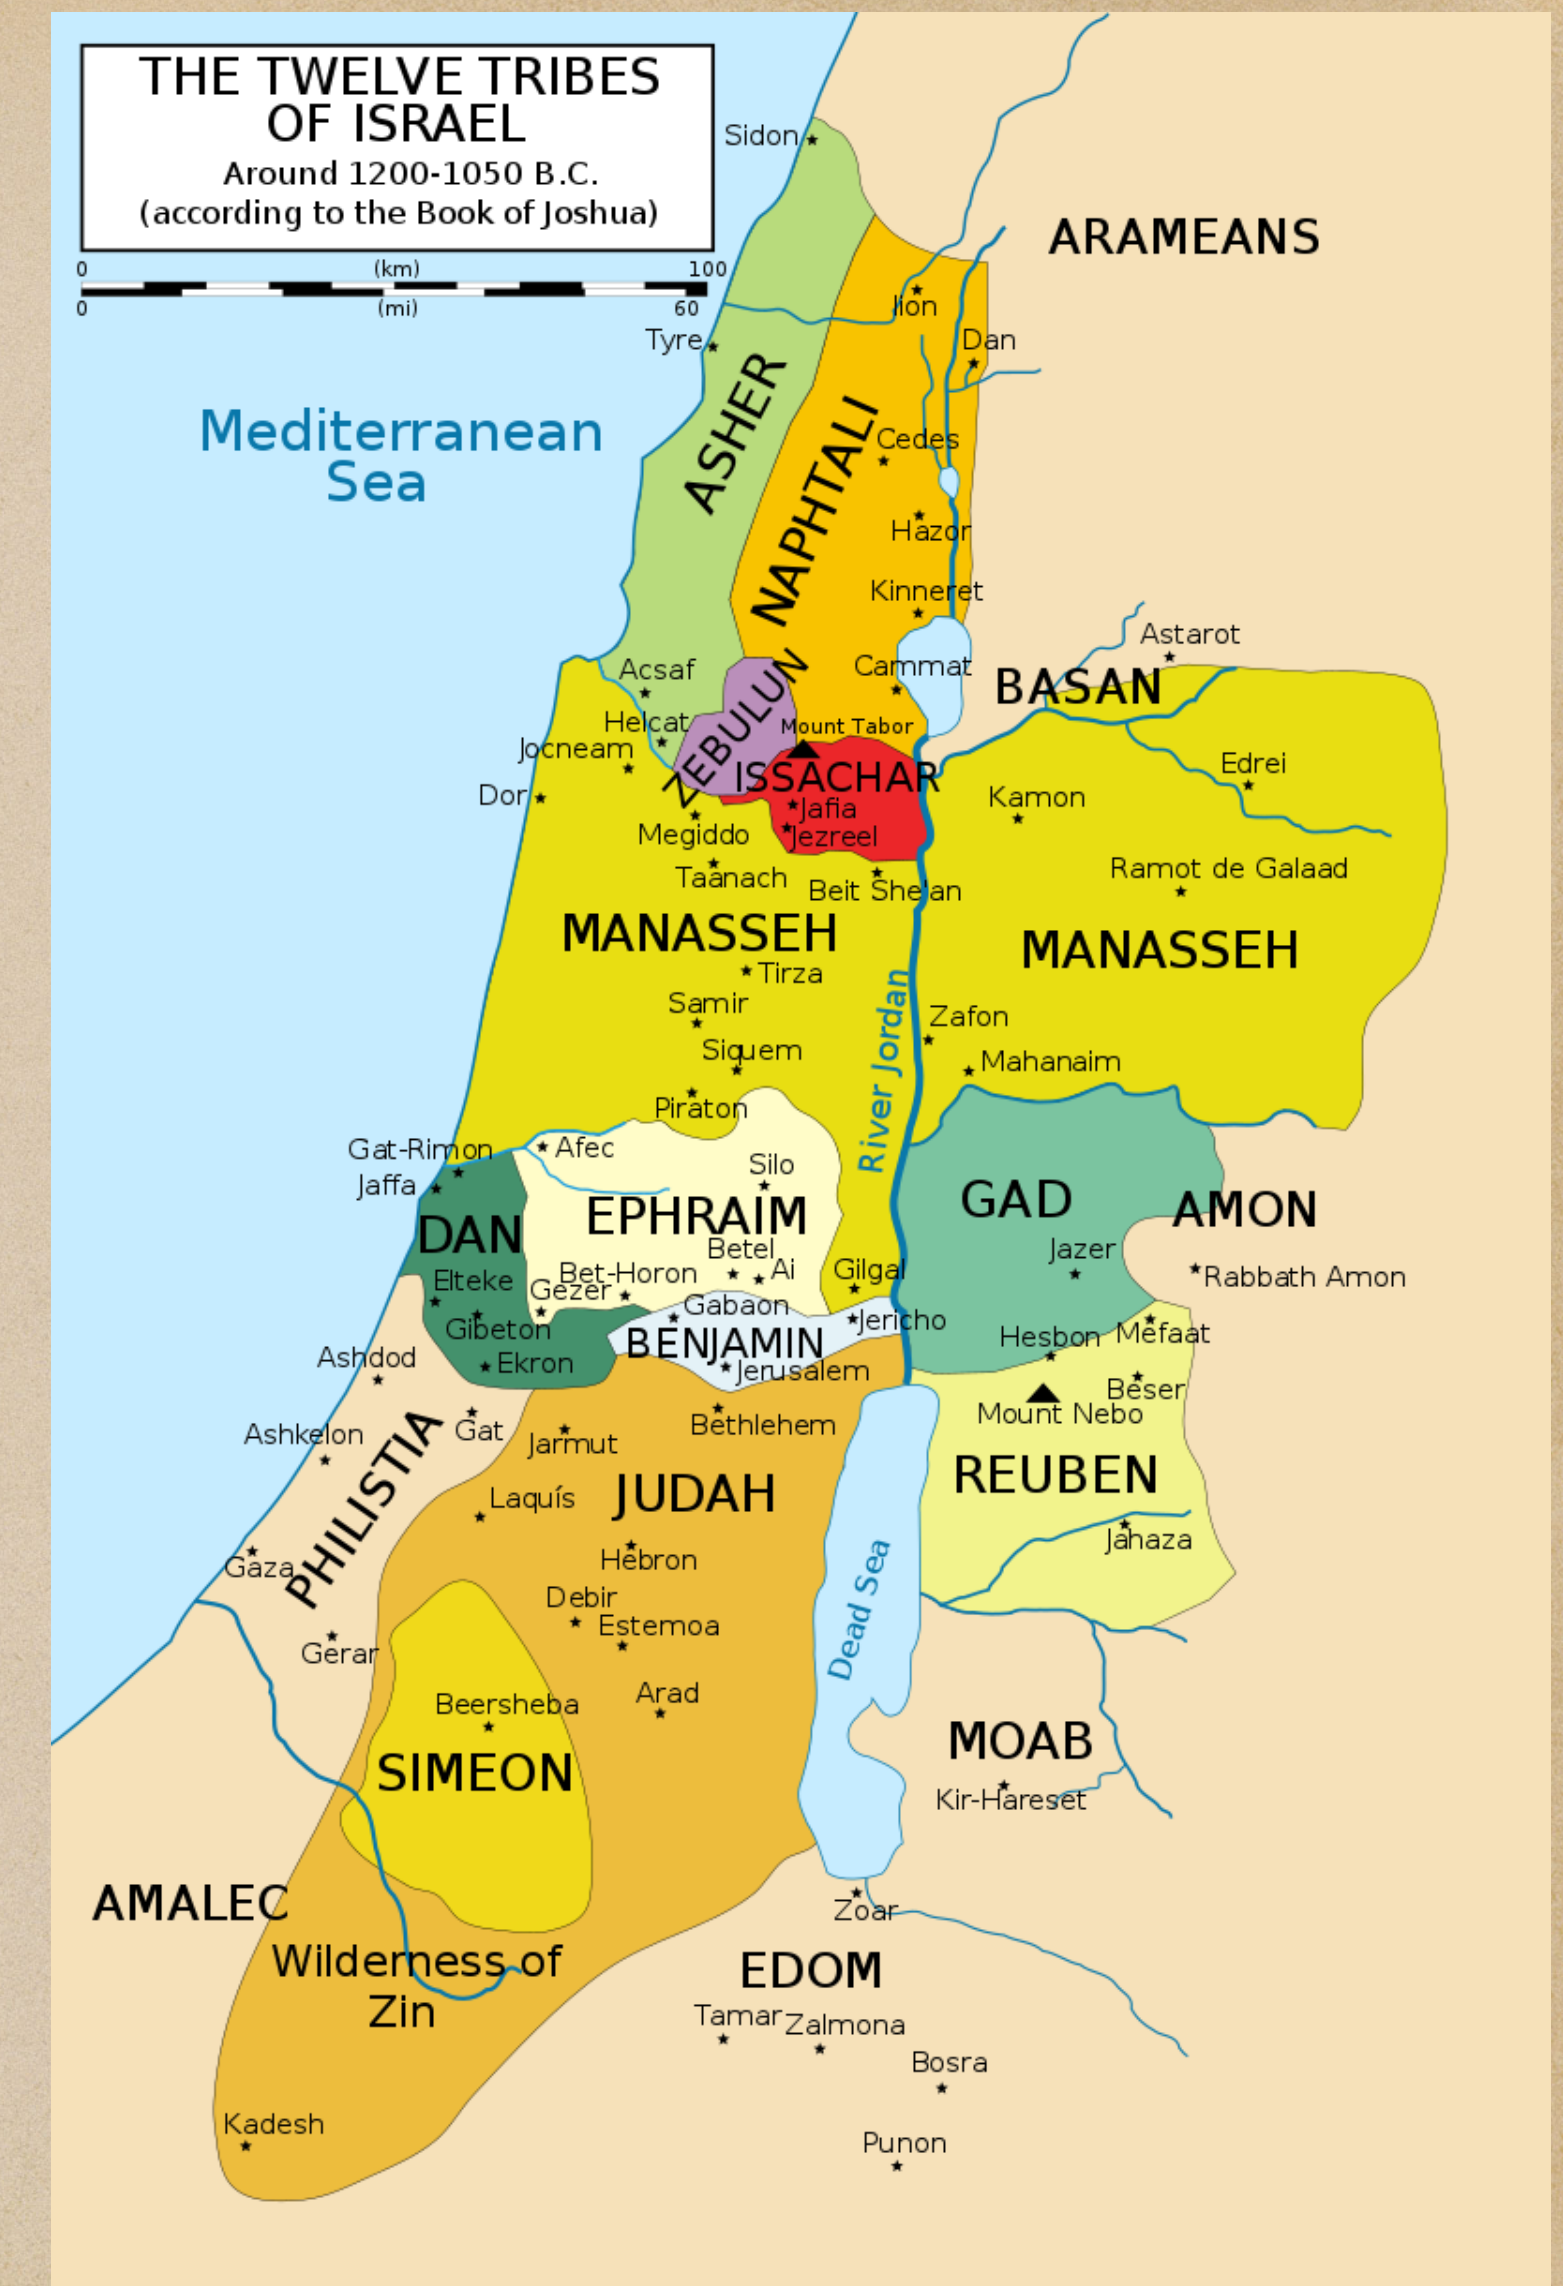 THE TWELVE TRIBES
OF ISRAEL
Around 1200-1050 B.C.
(according to the Book of Joshua)
0 (km) 100
0 (mi) 60
Sidon
ARAMEANS
Ilon
Tyre
Dan
ASHER
Mediterranean
Sea
NAPHTALI
Cedes
Hazor
Kinneret
Astarot
Acsaf
Cammat
BASAN
ZEBULUN
Helcat
Mount Tabor
Jocneam
ISSACHAR
Edrei
Dor
Jafia
Kamon
Megiddo
Jezreel
Taanach
Beit She'an
Ramot de Galaad
MANASSEH
MANASSEH
Tirza
Samir
River Jordan
Zafon
Siquem
Mahanaim
Piraton
Gat-Rimon
Afec
Jaffa
Silo
GAD
DAN
EPHRAIM
AMON
Betel
Jazer
Elteke
Bet-Horon
Ai
Gilgal
Rabbath Amon
Gezer
Gabaon
Gibeton
BENJAMIN
Jericho
Hesbon
Mefaat
Ashdod
Ekron
Jerusalem
Beser
Mount Nebo
Ashkelon
Gat
Jarmut
Bethlehem
PHILISTIA
JUDAH
REUBEN
Laquís
Jahaza
Gaza
Hebron
Dead Sea
Debir
Estemoa
Gerar
Beersheba
Arad
SIMEON
MOAB
Kir-Hareset
AMALEC
Zoar
Wilderness of
Zin
EDOM
Tamar
Zalmona
Bosra
Kadesh
Punon